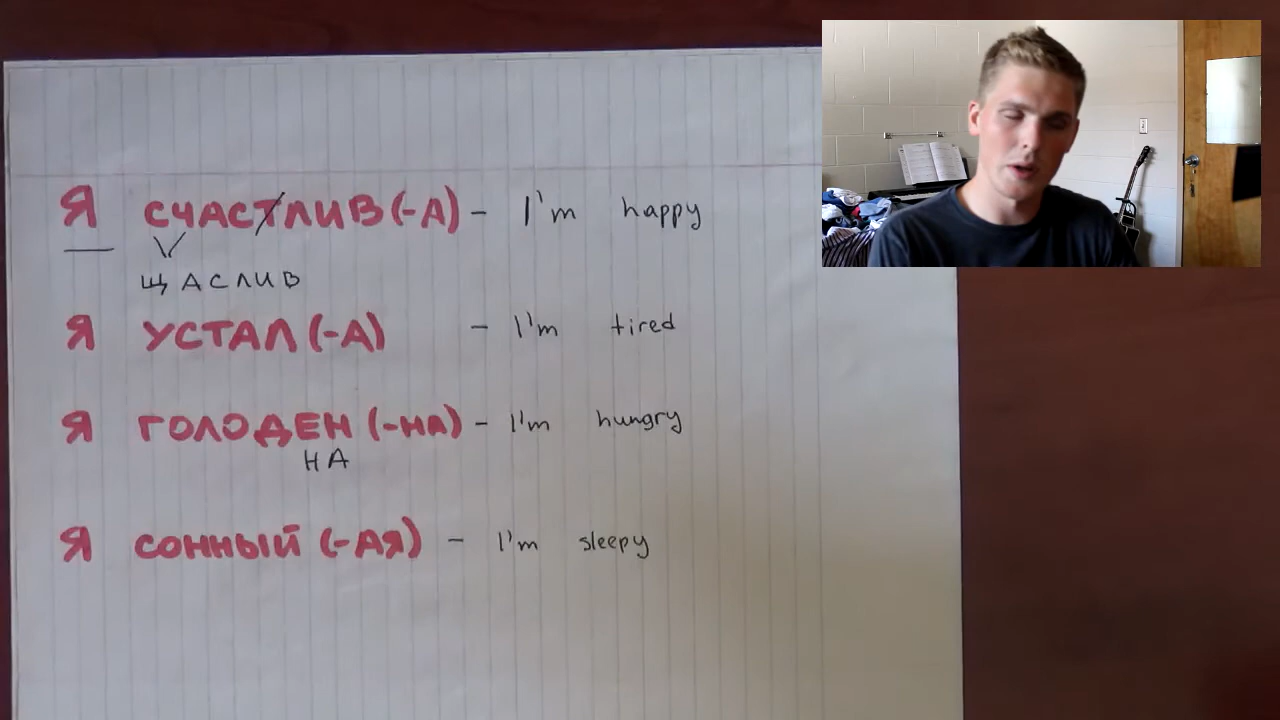 Я СЧАСТЛИВ (-А) - I'm happy
ЩАСЛИВ
Я УСТАЛ (-А) - I'm tired
Я ГОЛОДЕН (-НА) - I'm hungry
НА
Я СОННЫЙ (-АЯ) - I'm sleepy